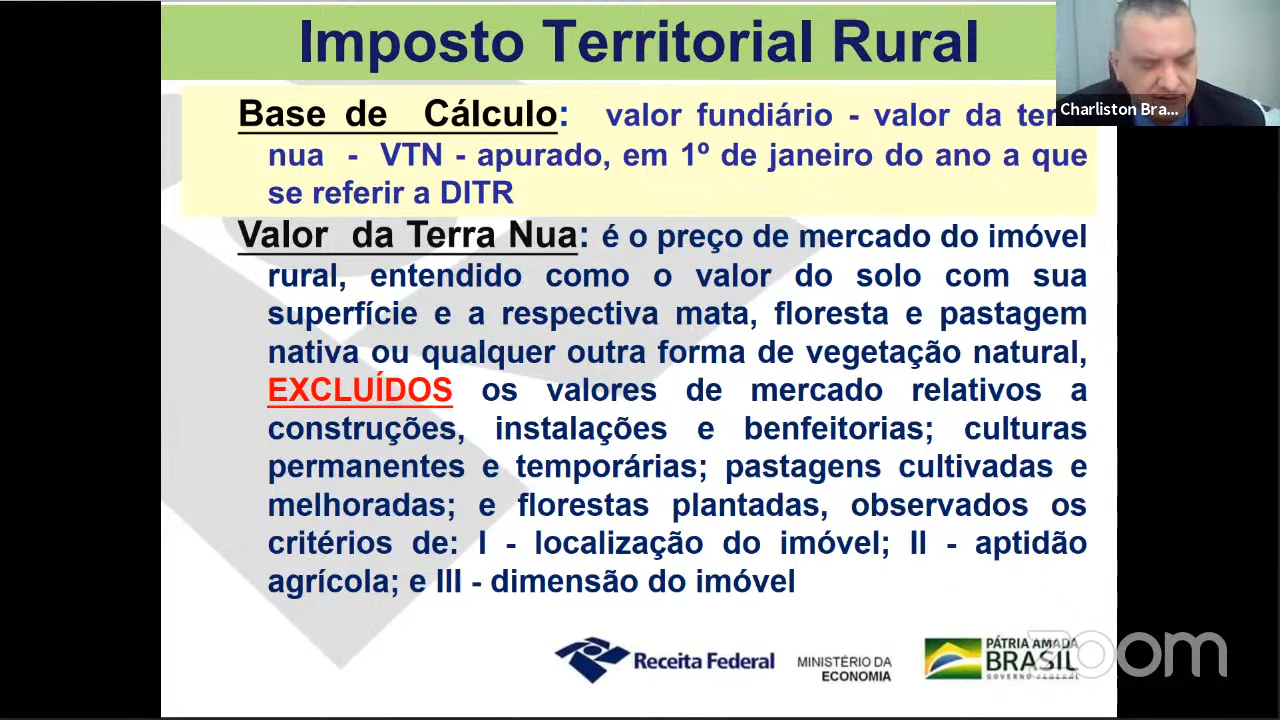 Imposto Territorial Rural
Charliston Bra...
Base de Cálculo: valor fundiário - valor da
nua - VTN - apurado, em 1º de janeiro do ano a que
se referir a DITR
Valor da Terra Nua: é o preço de mercado do imóvel
rural, entendido como o valor do solo com sua
superfície e a respectiva mata, floresta e pastagem
nativa ou qualquer outra forma de vegetação natural,
EXCLUÍDOS os valores de mercado relativos a
construções, instalações e benfeitorias; culturas
permanentes e temporárias; pastagens cultivadas e
melhoradas; e florestas plantadas, observados os
critérios de: I - localização do imóvel; II - aptidão
agrícola; e III - dimensão do imóvel
Receita Federal
MINISTÉRIO DA
ECONOMIA
PÁTRIA AMADA
BRASIL
GOVERNO FEDERAL
zoom